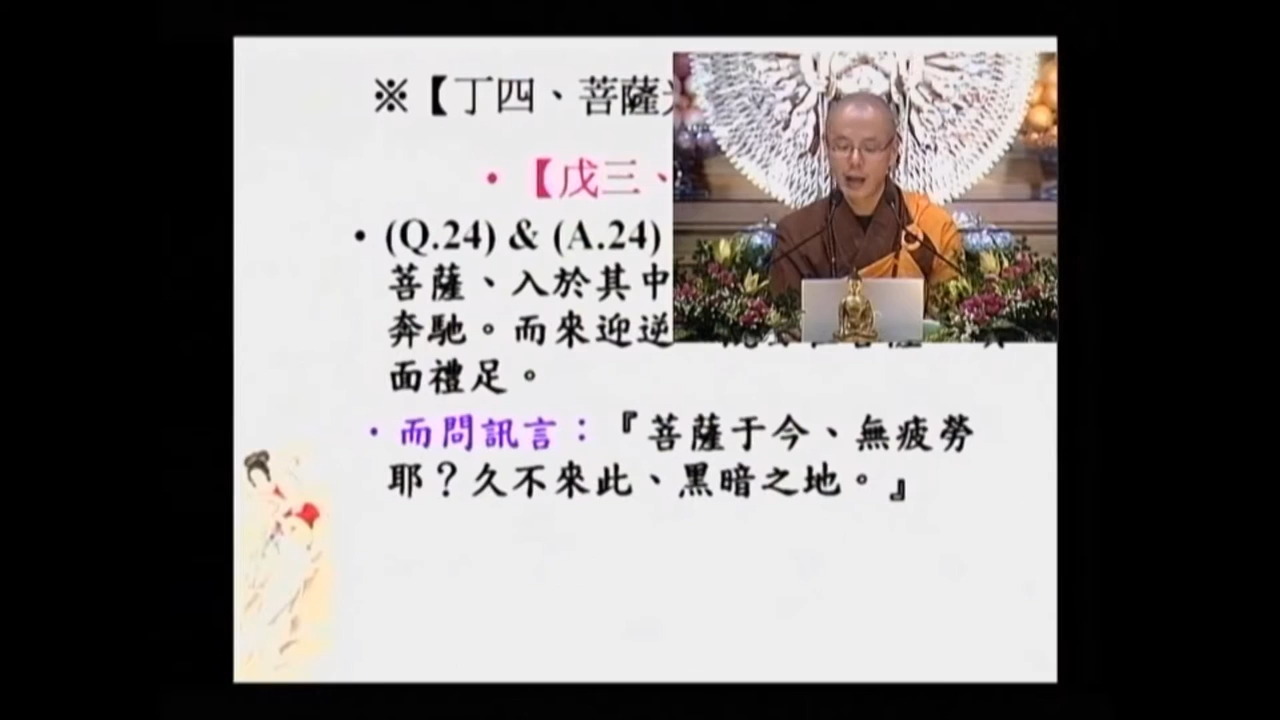 ※【丁四、菩薩
•【戊三、
• (Q.24) & (A.24)
菩薩、入於其中
奔馳。而來迎逆
面禮足。
• 而問訊言：『菩薩于今、無疲勞
耶？久不來此、黑暗之地。』